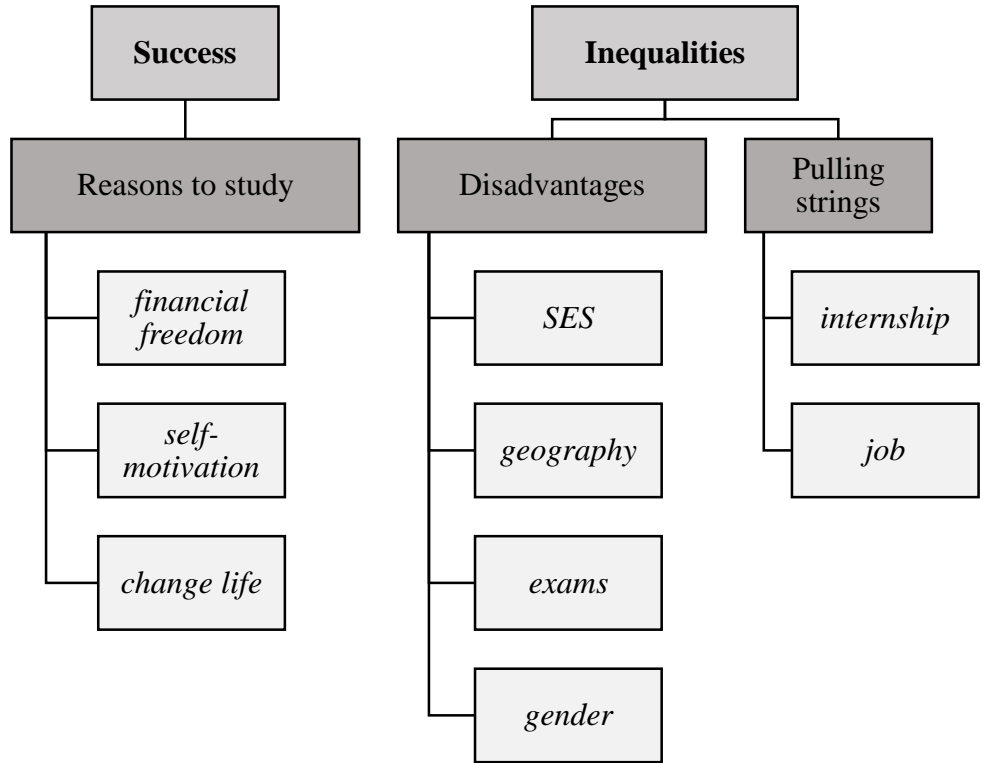 Success
Reasons to study
financial
freedom
self-
motivation
change life
Inequalities
Disadvantages
SES
geography
exams
gender
Pulling
strings
internship
job